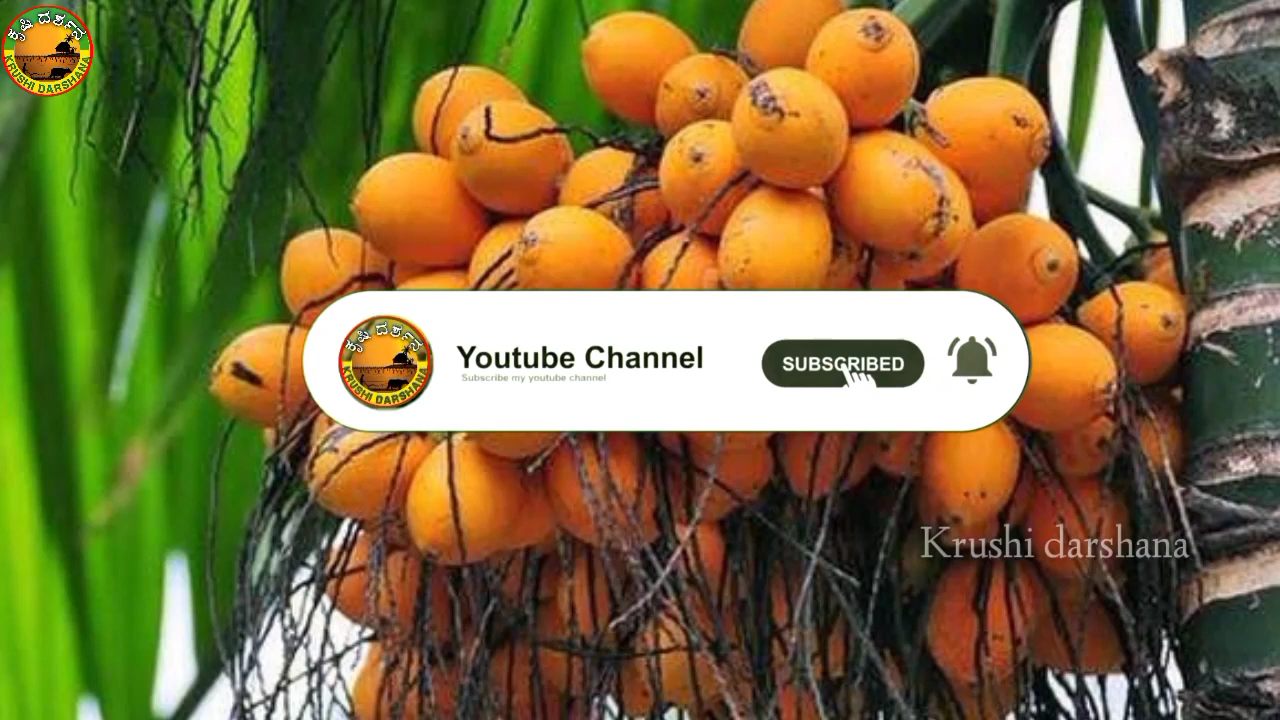 ಕೃಷಿ ದರ್ಶನ
KRUSHI DARSHANA
ಕೃಷಿ ದರ್ಶನ
KRUSHI DARSHANA
Youtube Channel
Subscribe my youtube channel
SUBSCRIBED
Krushi darshana